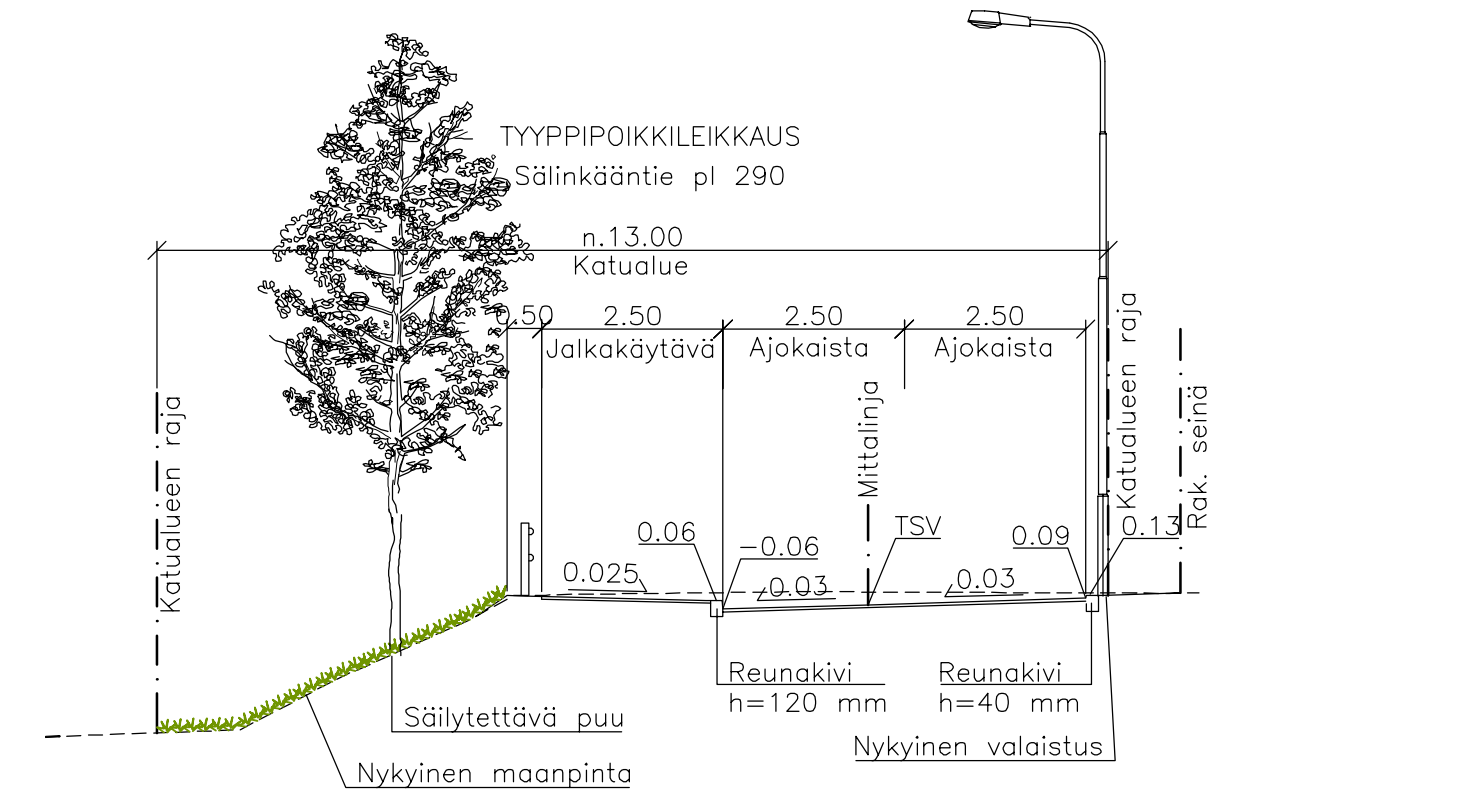 TYYPPIPOIKKILEIKKAUS
Sälinkääntie pl 290
n.13.00
Katualue
0.50 2.50 2.50 2.50
Jalkakäytävä Ajokaista Ajokaista
Katualueen raja
Mittalinja
Katualueen raja
Rak. seinä
0.06 -0.06 TSV 0.09 0.13
0.025 0.03 0.03
Reunakivi
h=120 mm
Reunakivi
h=40 mm
Säilytettävä puu
Nykyinen valaistus
Nykyinen maanpinta